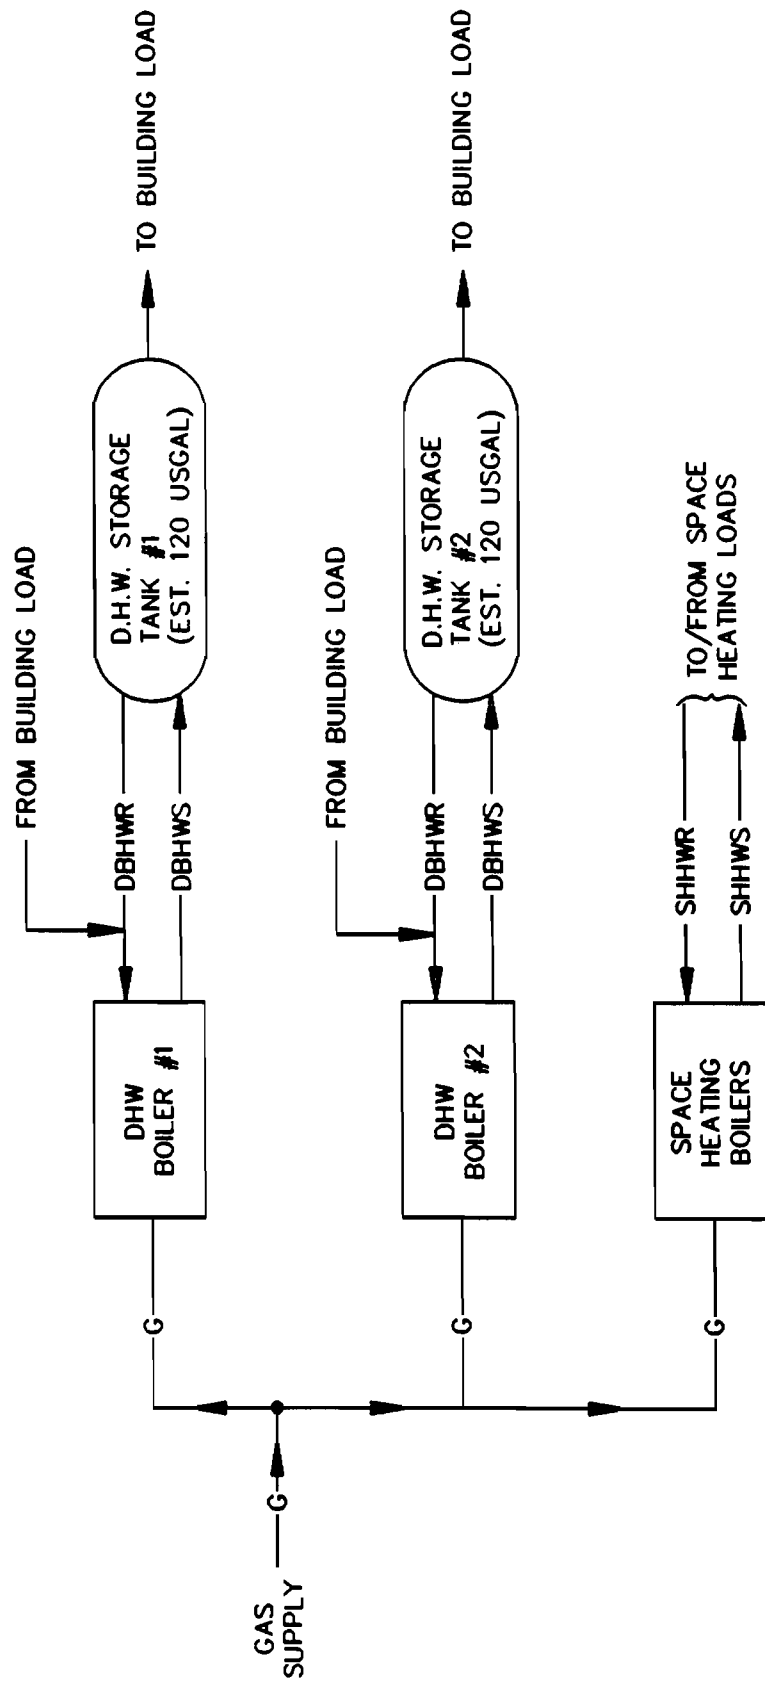 FROM BUILDING LOAD
DHW
BOILER #1
DBHWR
DBHWS
D.H.W. STORAGE
TANK #1
(EST. 120 USGAL)
TO BUILDING LOAD
G
GAS
SUPPLY
G
FROM BUILDING LOAD
G
DHW
BOILER #2
DBHWR
DBHWS
D.H.W. STORAGE
TANK #2
(EST. 120 USGAL)
TO BUILDING LOAD
G
SPACE
HEATING
BOILERS
SHHWR
SHHWS
TO/FROM SPACE
HEATING LOADS